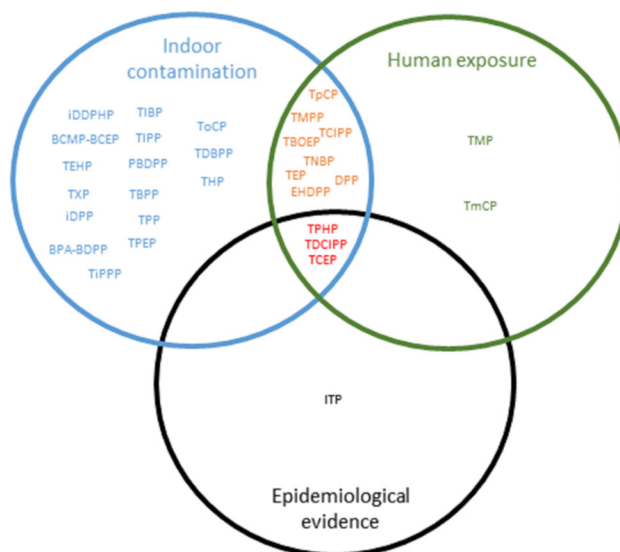 Indoor
contamination
Human exposure
iDDPHP
TIBP
ToCP
BCMP-BCEP
TIPP
TEHP
PBDPP
TDBPP
THP
TXP
TBPP
iDPP
TPP
BPA-BDPP
TPEP
TiPPP
TpCP
TMPP
TCIPP
TBOEP
TNBP
TEP
DPP
EHDPP
TMP
TmCP
TPHP
TDCIPP
TCEP
ITP
Epidemiological
evidence